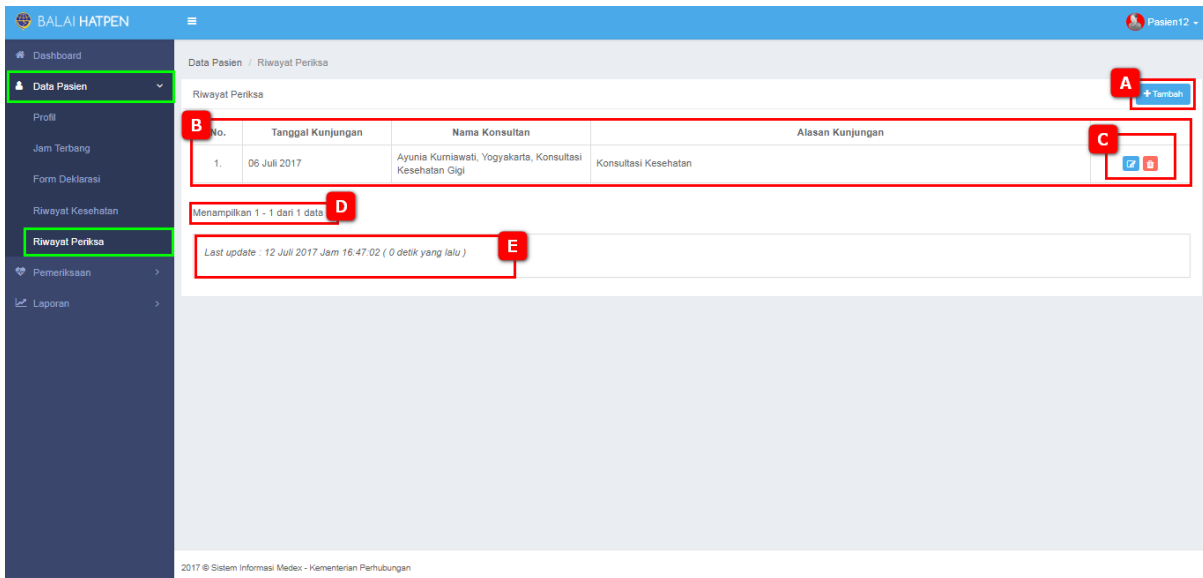 BALAI HATPEN
Pasien12
Dashboard
Data Pasien
Profil
Jam Terbang
Form Deklarasi
Riwayat Kesehatan
Riwayat Periksa
Pemeriksaan
Laporan
Data Pasien / Riwayat Periksa
Riwayat Periksa
A
+ Tambah
B
No. Tanggal Kunjungan Nama Konsultan Alasan Kunjungan
C
1. 06 Juli 2017 Ayunia Kurniawati, Yogyakarta, Konsultasi Konsultasi Kesehatan
Kesehatan Gigi
Menampilkan 1 - 1 dari 1 data
D
Last update : 12 Juli 2017 Jam 16:47:02 ( 0 detik yang lalu )
E
2017 © Sistem Informasi Medex - Kementerian Perhubungan